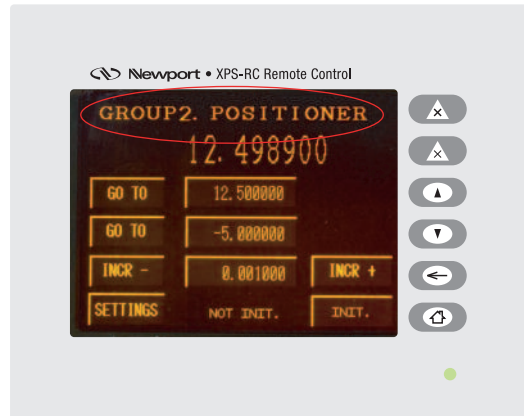 Newport • XPS-RC Remote Control
GROUP2. POSITIONER
12. 498900
GO TO 12. 500000
GO TO -5. 000000
INCR - 0. 001000 INCR +
SETTINGS NOT INIT. INIT.